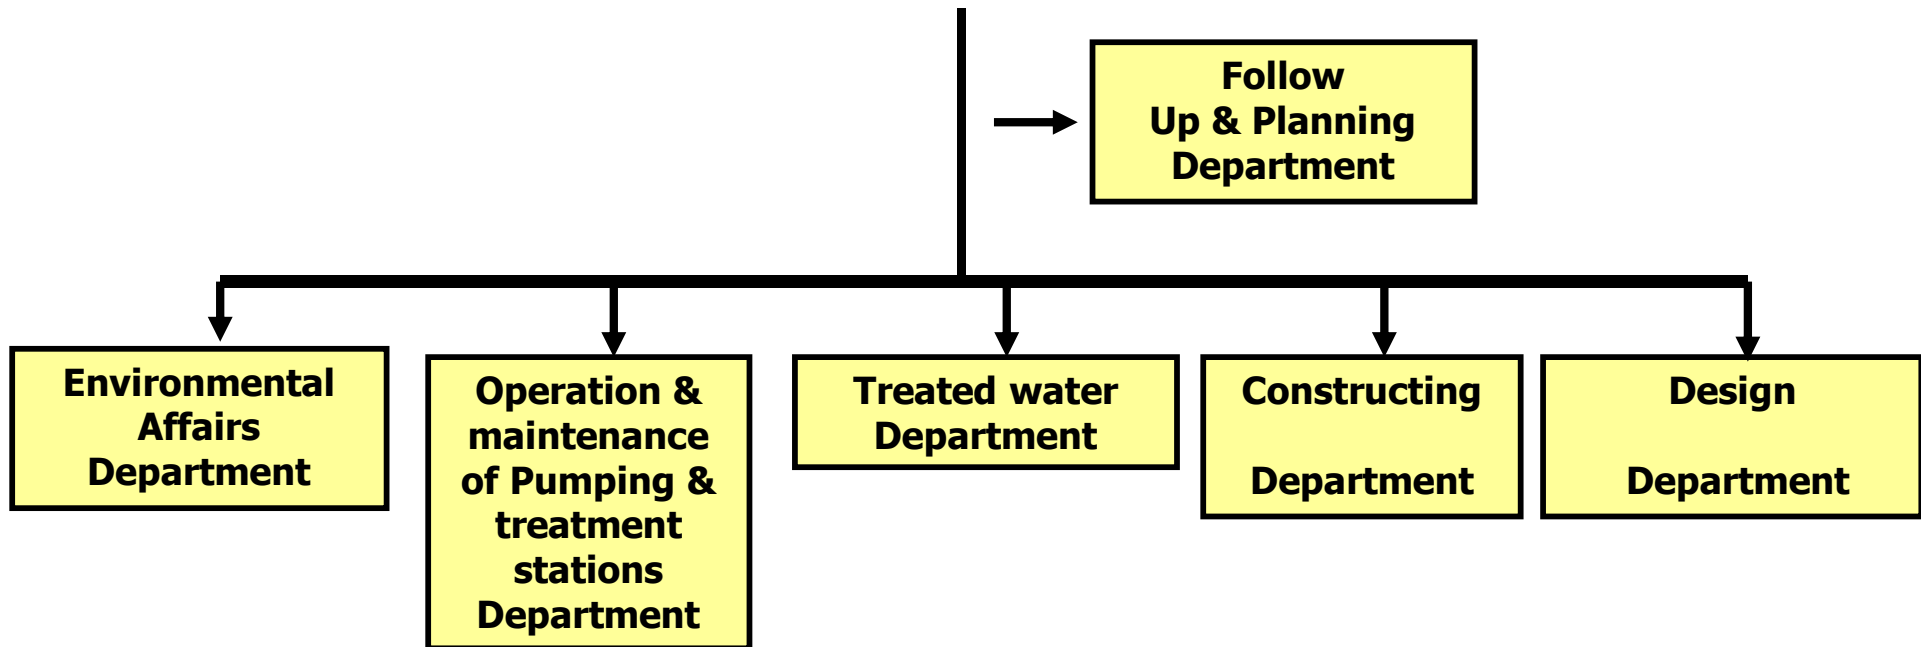 Follow
Up & Planning
Department
Environmental
Affairs
Department
Operation &
maintenance
of Pumping &
treatment
stations
Department
Treated water
Department
Constructing
Department
Design
Department